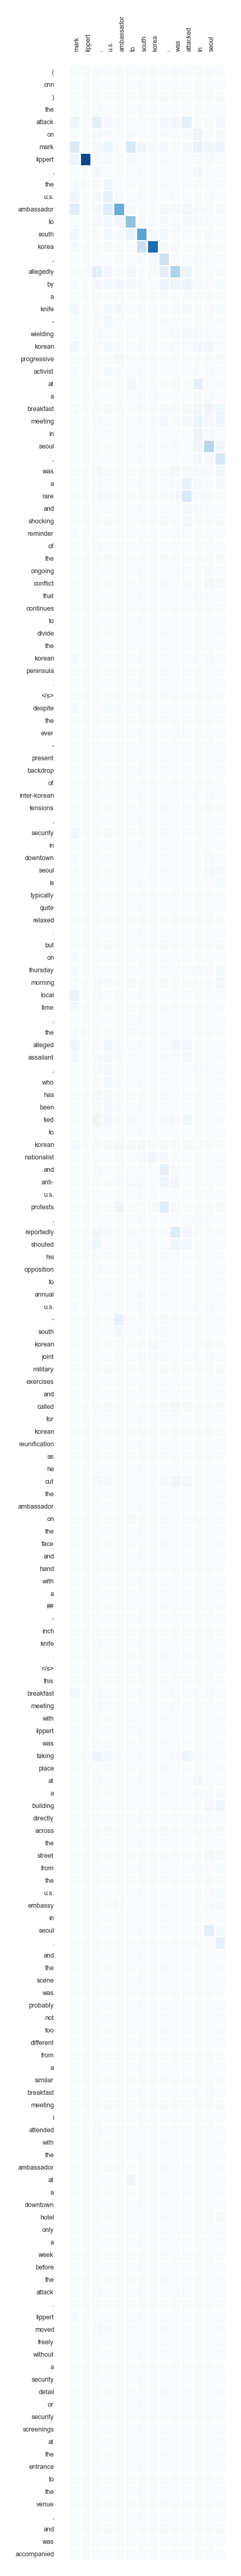 mark
lippert
,
u.s.
ambassador
to
south
korea
,
was
attacked
in
seoul
.
(
cnn
)
the
attack
on
mark
lippert
,
the
u.s.
ambassador
to
south
korea
,
allegedly
by
a
knife
-
wielding
korean
progressive
activist
at
a
breakfast
meeting
in
seoul
,
was
a
rare
and
shocking
reminder
of
the
ongoing
conflict
that
continues
to
divide
the
korean
peninsula
.
</s>
despite
the
ever
-
present
backdrop
of
inter-korean
tensions
,
security
in
downtown
seoul
is
typically
quite
relaxed
.
but
on
thursday
morning
local
time
,
the
alleged
assailant
,
who
has
been
tied
to
korean
nationalist
and
anti-
u.s.
protests
,
reportedly
shouted
his
opposition
to
annual
u.s.
-
south
korean
joint
military
exercises
and
called
for
korean
reunification
as
he
cut
the
ambassador
on
the
face
and
hand
with
a
##
-
inch
knife
.
</s>
this
breakfast
meeting
with
lippert
was
taking
place
at
a
building
directly
across
the
street
from
the
u.s.
embassy
in
seoul
.
and
the
scene
was
probably
not
too
different
from
a
similar
breakfast
meeting
i
attended
with
the
ambassador
at
a
downtown
hotel
only
a
week
before
the
attack
.
lippert
moved
freely
without
a
security
detail
or
security
screenings
at
the
entrance
to
the
venue
,
and
was
accompanied